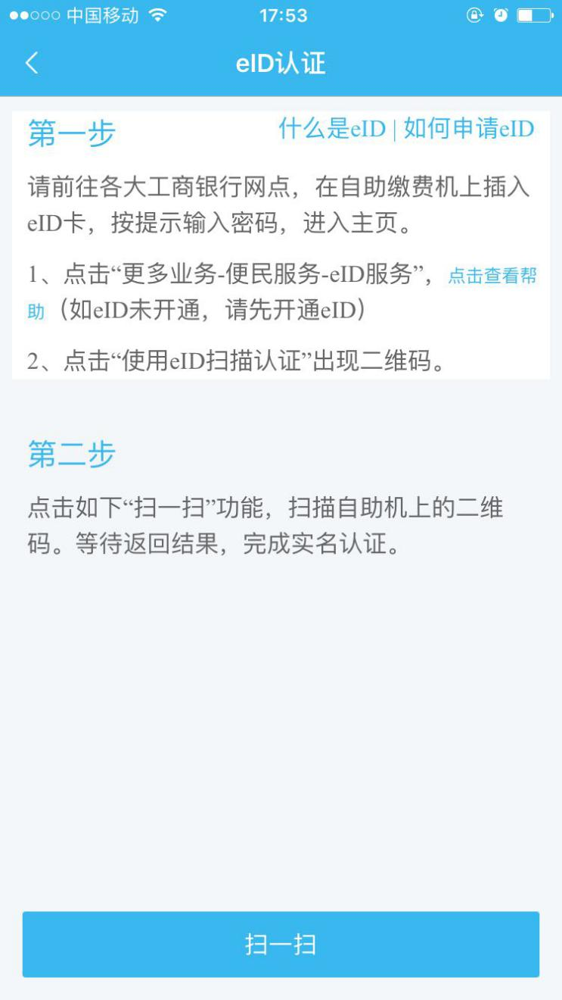 中国移动 17:53
eID认证
第一步 什么是eID | 如何申请eID
请前往各大工商银行网点，在自助缴费机上插入
eID卡，按提示输入密码，进入主页。
1、点击“更多业务-便民服务-eID服务”，点击查看帮
助（如eID未开通，请先开通eID）
2、点击“使用eID扫描认证”出现二维码。
第二步
点击如下“扫一扫”功能，扫描自助机上的二维
码。等待返回结果，完成实名认证。
扫一扫